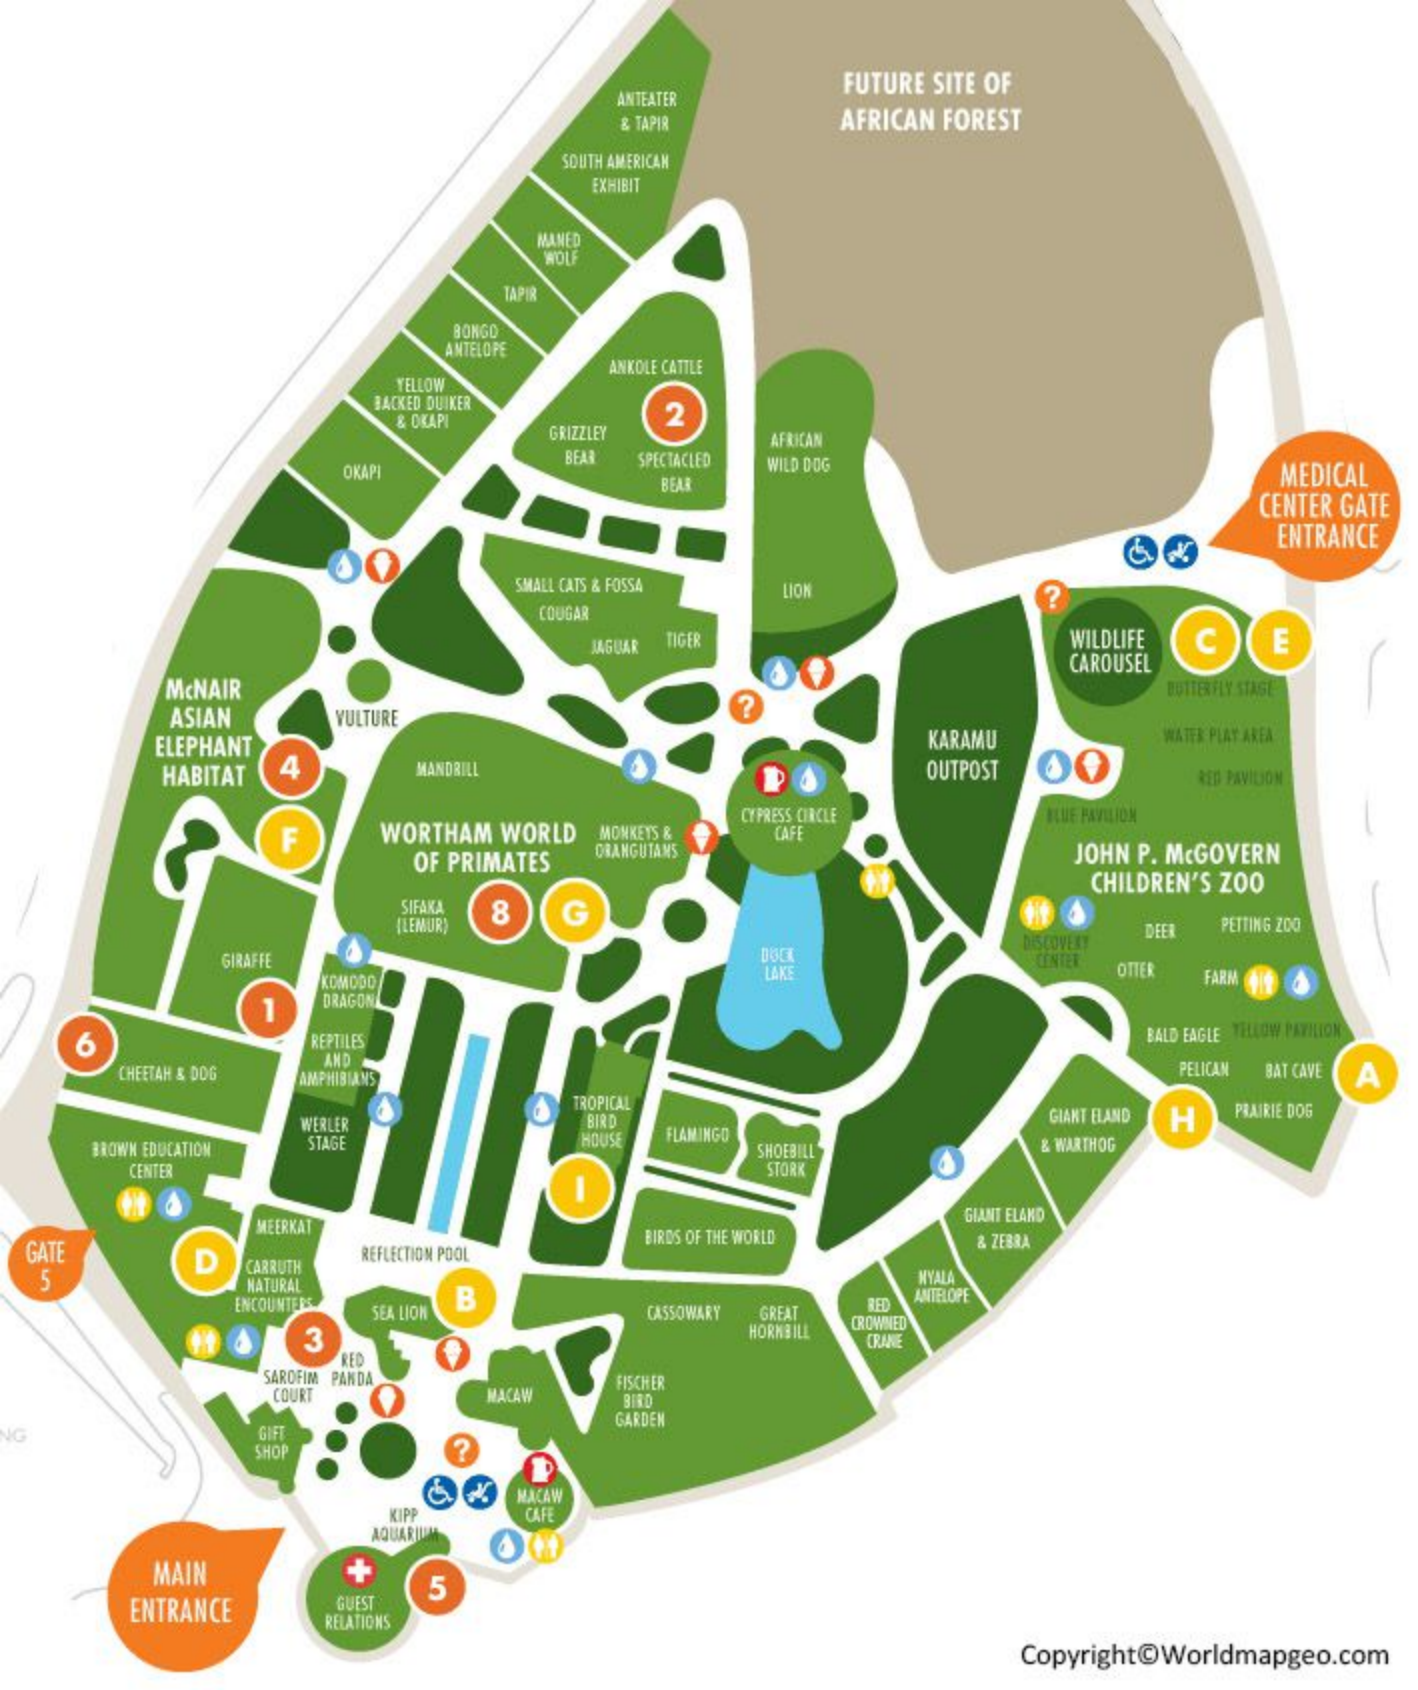 FUTURE SITE OF
AFRICAN FOREST
ANTEATER
& TAPIR
SOUTH AMERICAN
EXHIBIT
MANED
WOLF
TAPIR
BONGO
ANTELOPE
YELLOW
BACKED DUIKER
& OKAPI
OKAPI
ANKOLE CATTLE
2
GRIZZLEY
BEAR
SPECTACLED
BEAR
AFRICAN
WILD DOG
LION
MEDICAL
CENTER GATE
ENTRANCE
SMALL CATS & FOSSA
COUGAR
JAGUAR
TIGER
?
?
WILDLIFE
CAROUSEL
C
E
BUTTERFLY STAGE
WATER PLAY AREA
RED PAVILION
BLUE PAVILION
McNAIR
ASIAN
ELEPHANT
HABITAT
4
F
VULTURE
MANDRILL
WORTHAM WORLD
OF PRIMATES
MONKEYS &
ORANGUTANS
SIFAKA
(LEMUR)
8
G
CYPRESS CIRCLE
CAFE
KARAMU
OUTPOST
JOHN P. McGOVERN
CHILDREN'S ZOO
DISCOVERY
CENTER
DEER
PETTING ZOO
OTTER
FARM
BALD EAGLE
YELLOW PAVILION
PELICAN
BAT CAVE
A
PRAIRIE DOG
H
DUCK
LAKE
GIRAFFE
1
KOMODO
DRAGON
REPTILES
AND
AMPHIBIANS
WERLER
STAGE
6
CHEETAH & DOG
BROWN EDUCATION
CENTER
TROPICAL
BIRD
HOUSE
I
FLAMINGO
SHOEBILL
STORK
BIRDS OF THE WORLD
GIANT ELAND
& WARTHOG
GIANT ELAND
& ZEBRA
NYALA
ANTELOPE
RED
CROWNED
CRANE
GATE
5
D
MEERKAT
CARRUTH
NATURAL
ENCOUNTERS
REFLECTION POOL
SEA LION
B
3
RED
PANDA
SAROFIM
COURT
CASSOWARY
GREAT
HORNBILL
FISCHER
BIRD
GARDEN
MACAW
GIFT
SHOP
NG
?
MACAW
CAFE
KIPP
AQUARIUM
MAIN
ENTRANCE
5
GUEST
RELATIONS
Copyright©Worldmapgeo.com